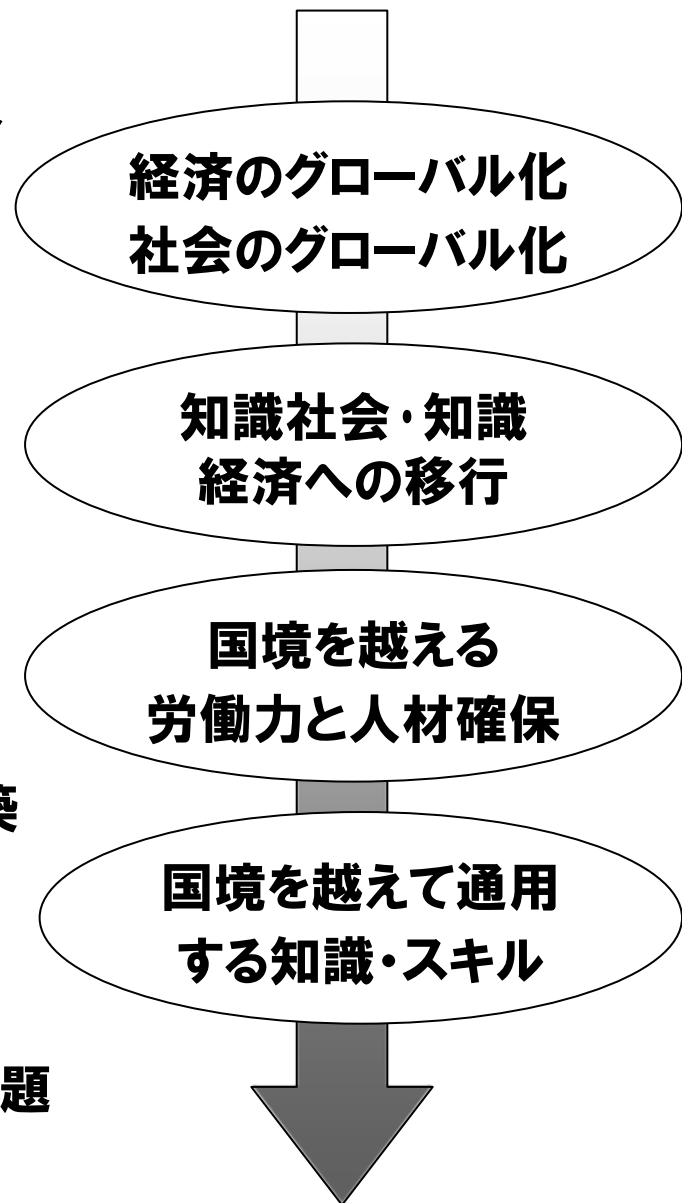 経済のグローバル化
社会のグローバル化
知識社会・知識
経済への移行
国境を越える
労働力と人材確保
築
国境を越えて通用
する知識・スキル
題